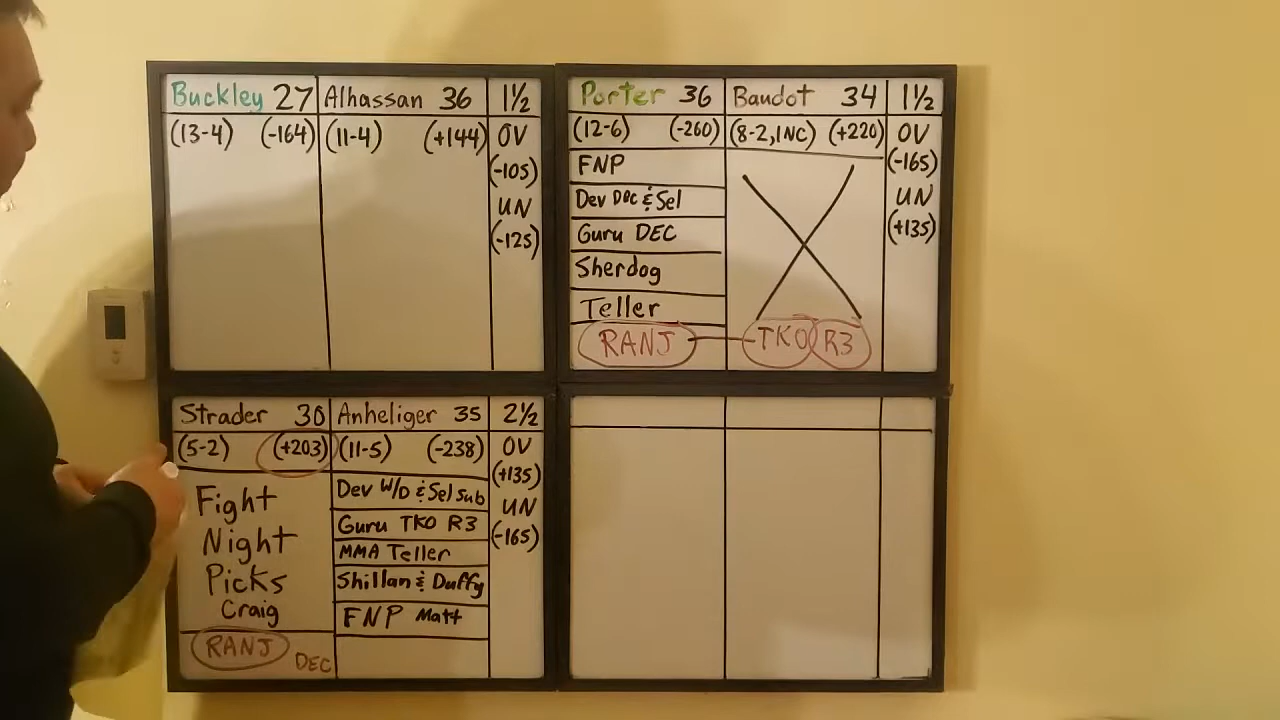 Buckley 27 Alhassan 36 1½
(13-4) (-164) (11-4) (+144) OV
(-105)
UN
(-125)
Porter 36 Baudot 34 1½
(12-6) (-260) (8-2,1NC) (+220) OV
FNP (-165)
Dev DEC & Sel UN
Guru DEC (+135)
Sherdog
Teller
RANJ TKO R3
Strader 30 Anheliger 35 2½
(5-2) (+203) (11-5) (-238) OV
(+135)
Fight Dev W/D & Sel Sub UN
Night Guru TKO R3 (-165)
Picks MMA Teller
Craig Shillan & Duffy
FNP Matt
RANJ DEC